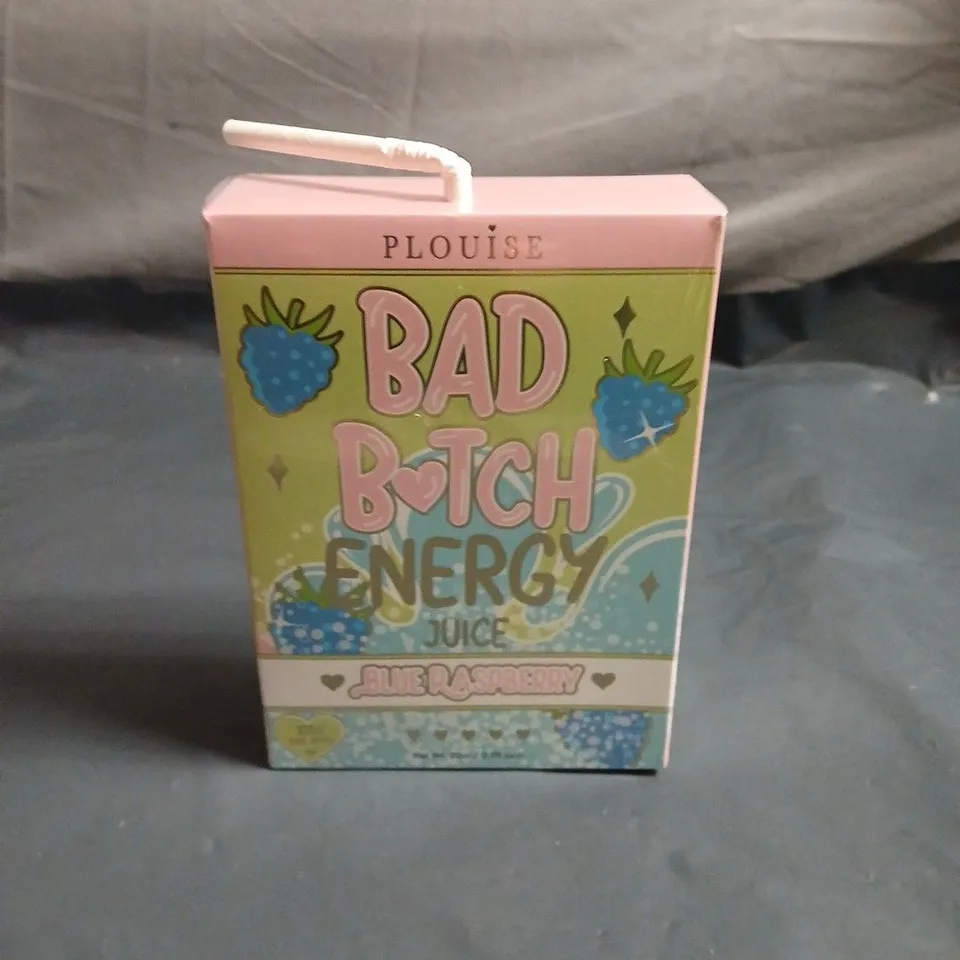 PLOUISE
BAD
B♥TCH
ENERGY
JUICE
BLUE RASPBERRY